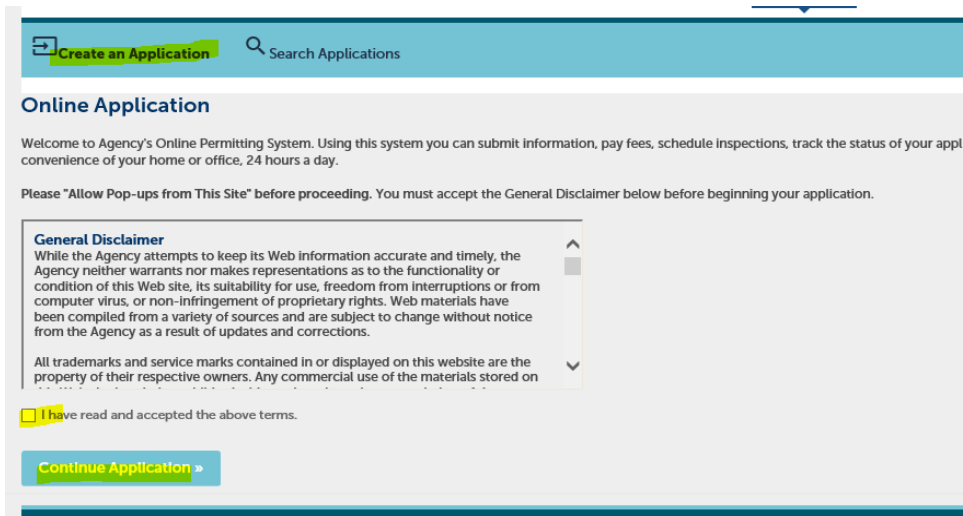 Create an Application
Search Applications
Online Application
Welcome to Agency's Online Permitting System. Using this system you can submit information, pay fees, schedule inspections, track the status of your appl
convenience of your home or office, 24 hours a day.
Please "Allow Pop-ups from This Site" before proceeding. You must accept the General Disclaimer below before beginning your application.
General Disclaimer
While the Agency attempts to keep its Web information accurate and timely, the
Agency neither warrants nor makes representations as to the functionality or
condition of this Web site, its suitability for use, freedom from interruptions or from
computer virus, or non-infringement of proprietary rights. Web materials have
been compiled from a variety of sources and are subject to change without notice
from the Agency as a result of updates and corrections.
All trademarks and service marks contained in or displayed on this website are the
property of their respective owners. Any commercial use of the materials stored on
I have read and accepted the above terms.
Continue Application »